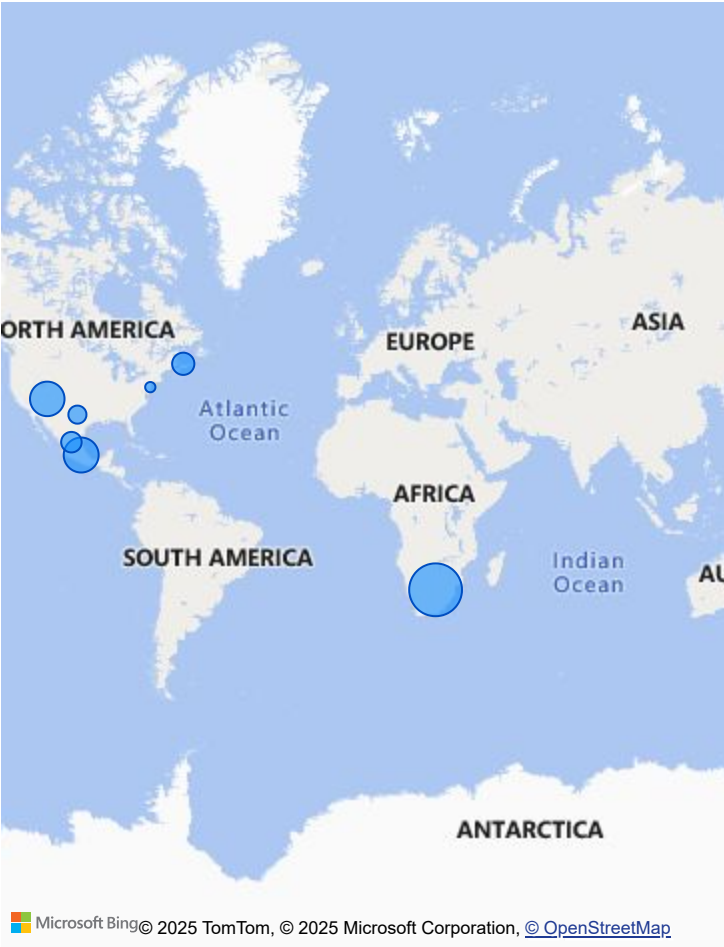 ORTH AMERICA
EUROPE
ASIA
Atlantic
Ocean
AFRICA
SOUTH AMERICA
Indian
Ocean
AU
ANTARCTICA
Microsoft Bing © 2025 TomTom, © 2025 Microsoft Corporation, © OpenStreetMap